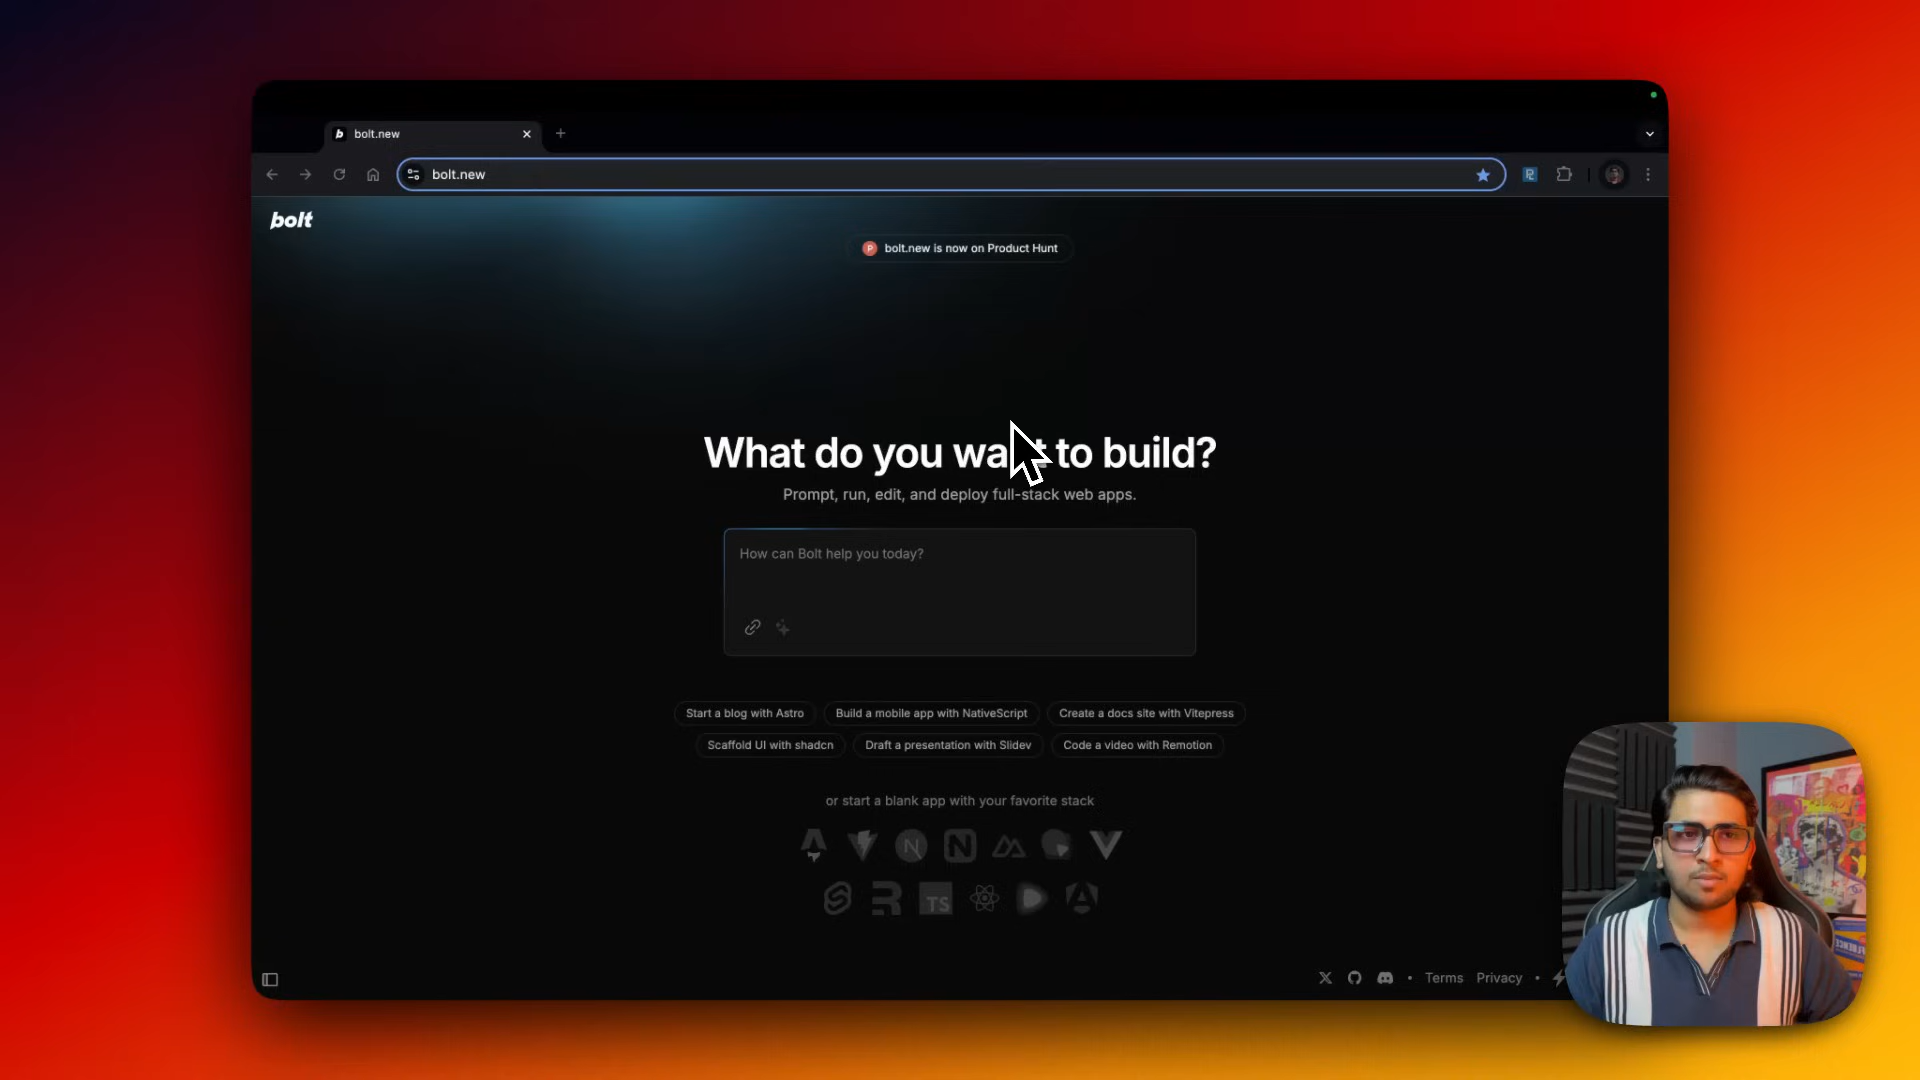 bolt.new
bolt.new
bolt
bolt.new is now on Product Hunt
What do you want to build?
Prompt, run, edit, and deploy full-stack web apps.
How can Bolt help you today?
Start a blog with Astro
Build a mobile app with NativeScript
Create a docs site with Vitepress
Scaffold UI with shadcn
Draft a presentation with Slidev
Code a video with Remotion
or start a blank app with your favorite stack
TS
Terms
Privacy